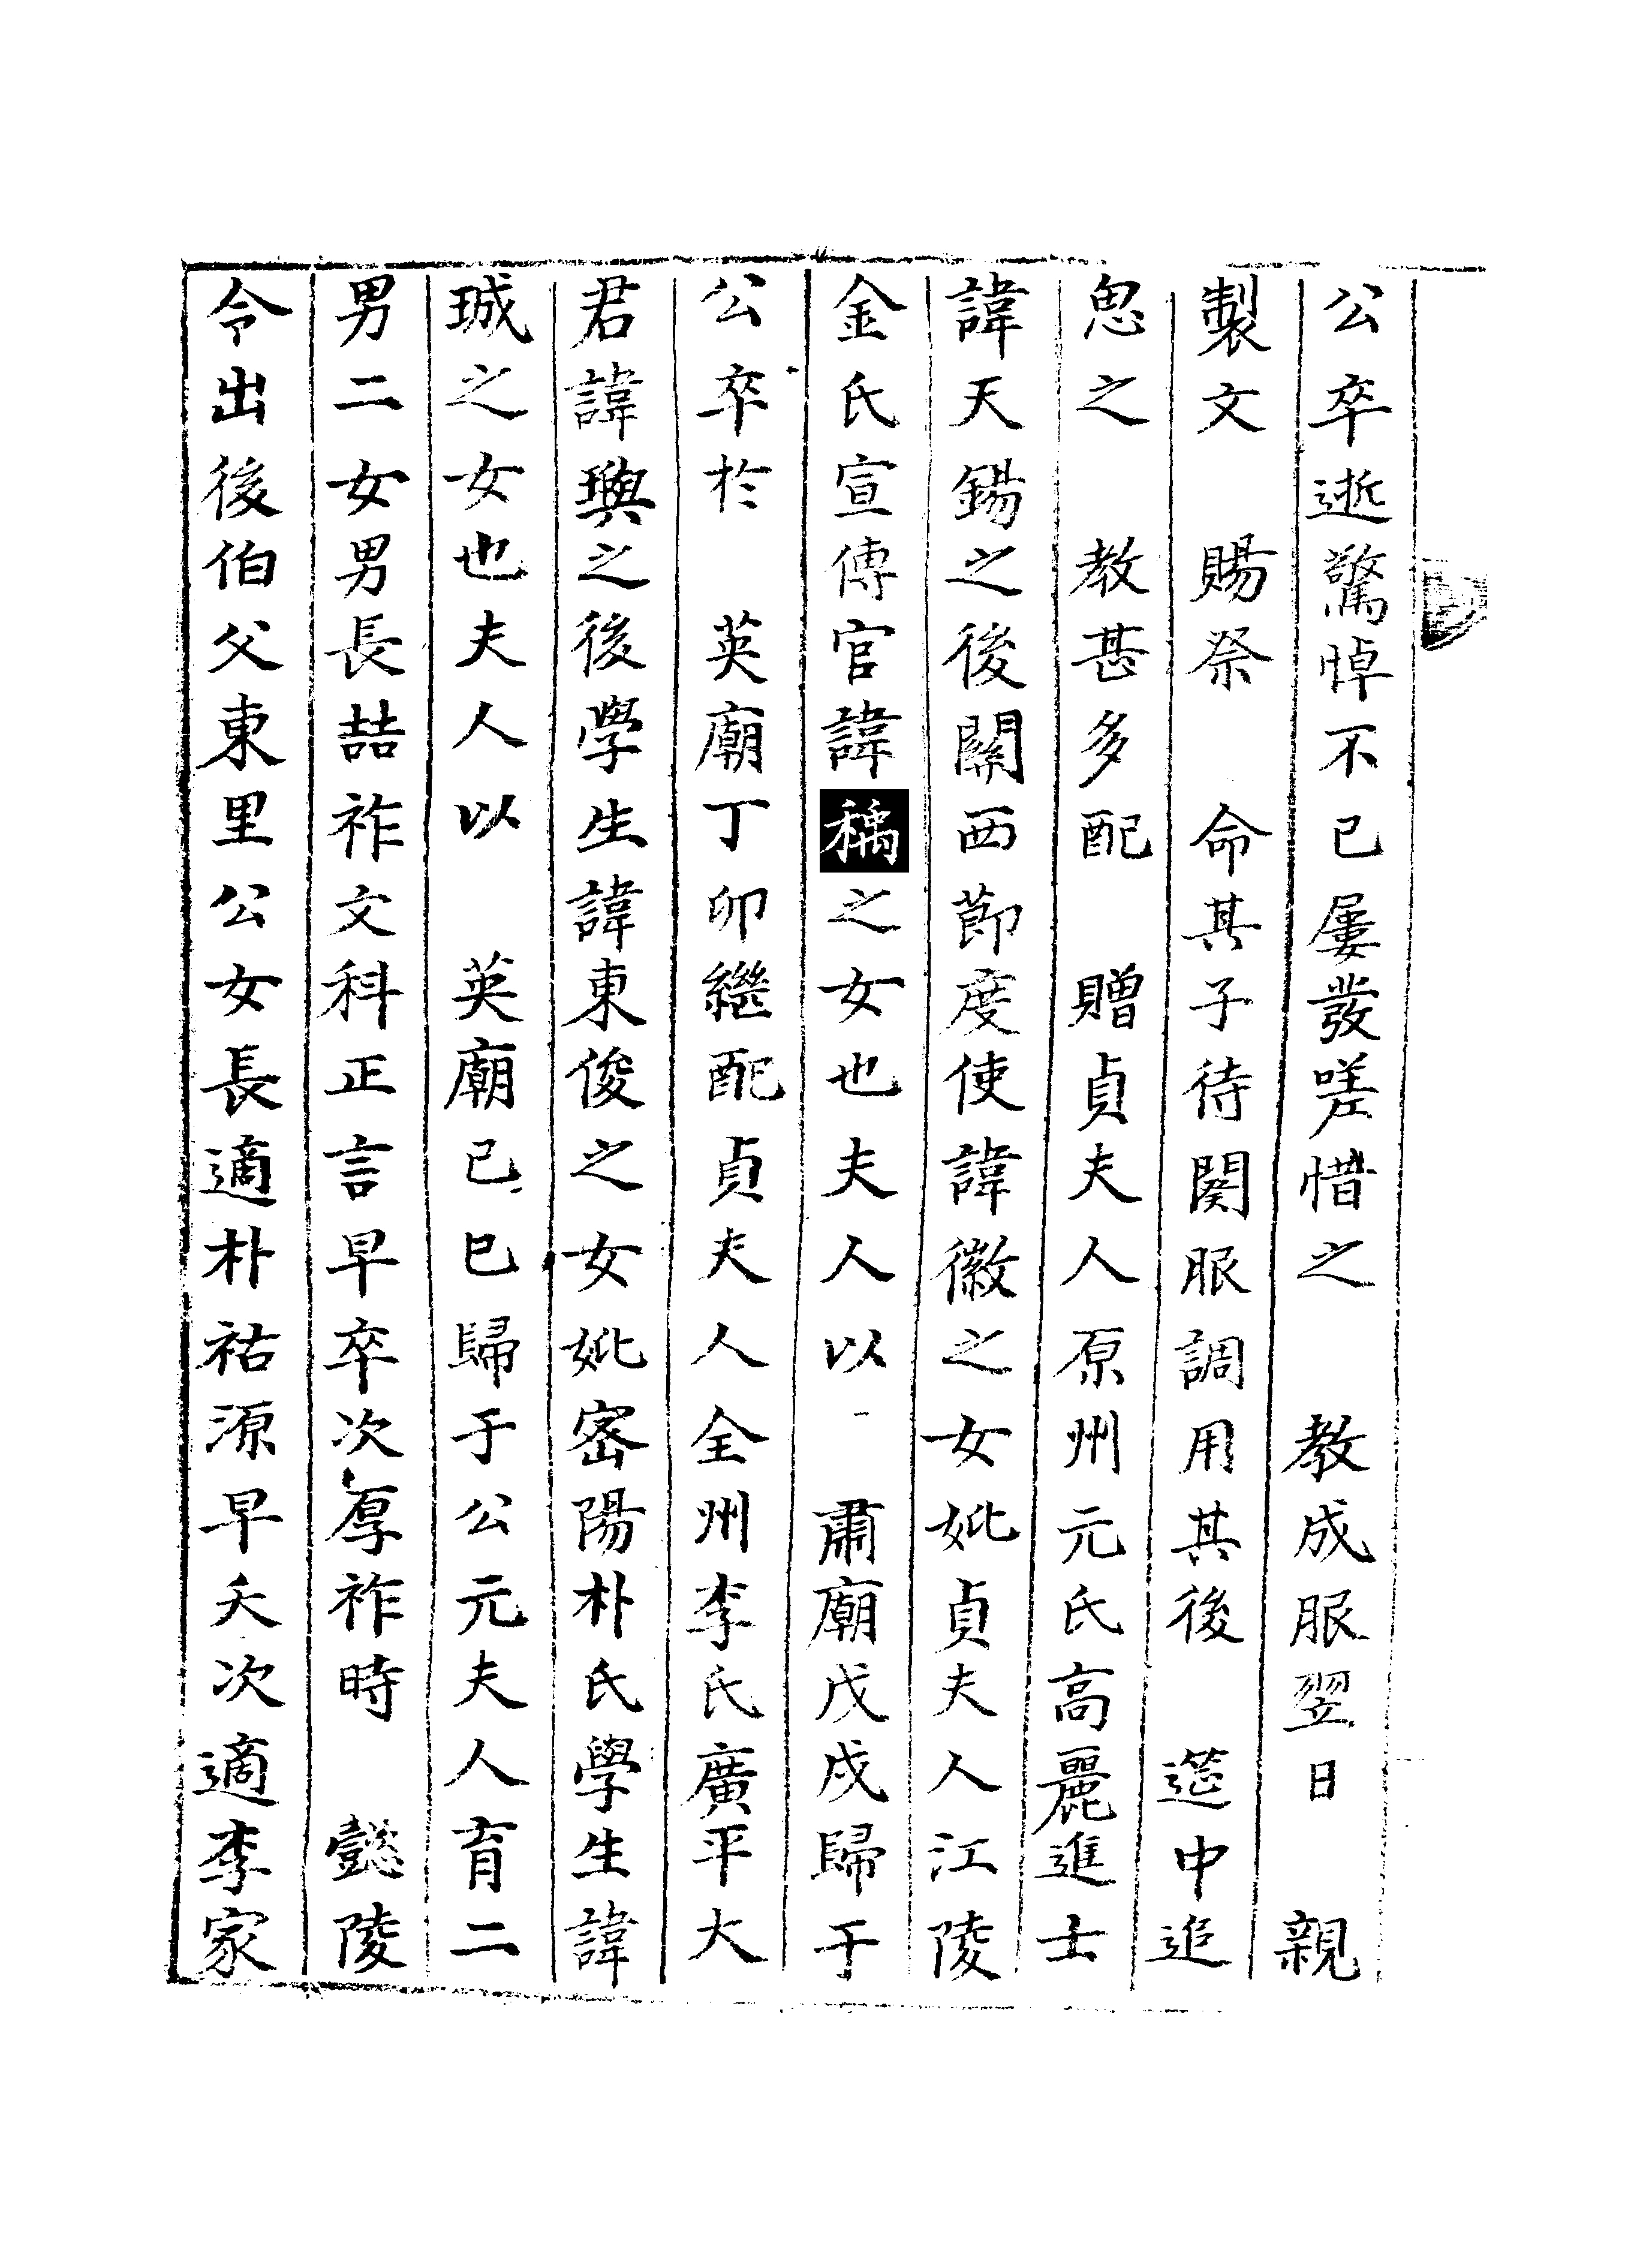 公卒逝驚悼不已屢發嗟惜之 教成服翌日 親
製文 賜祭 命其子待闋服調用其後 筵中追
思之 教甚多配 贈貞夫人原州元氏高麗進士
諱天錫之後關西節度使諱徽之女妣貞夫人江陵
金氏宣傳官諱稱之女也夫人以 肅廟戊戌歸于
公卒於 英廟丁卯繼配貞夫人全州李氏廣平大
君諱璵之後學生諱東俊之女妣密陽朴氏學生諱
珹之女也夫人以 英廟己巳歸于公元夫人育二
男二女男長喆祚文科正言早卒次厚祚時 懿陵
令出後伯父東里公女長適朴祜源早夭次適李家